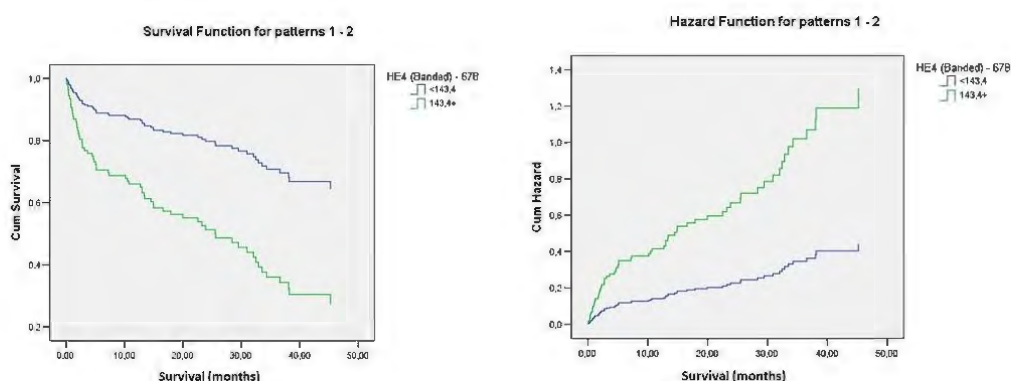 Survival Function for patterns 1 - 2
HE4 (Banded) - 678
<143,4
143,4+
Cum Survival
1,0
0,8
0,6
0,4
0,2
0,00 10,00 20,00 30,00 40,00 50,00
Survival (months)
Hazard Function for patterns 1 - 2
HE4 (Banded) - 678
<143,4
143,4+
Cum Hazard
1,4
1,2
1,0
0,8
0,6
0,4
0,2
0,0
0,00 10,00 20,00 30,00 40,00 50,00
Survival (months)